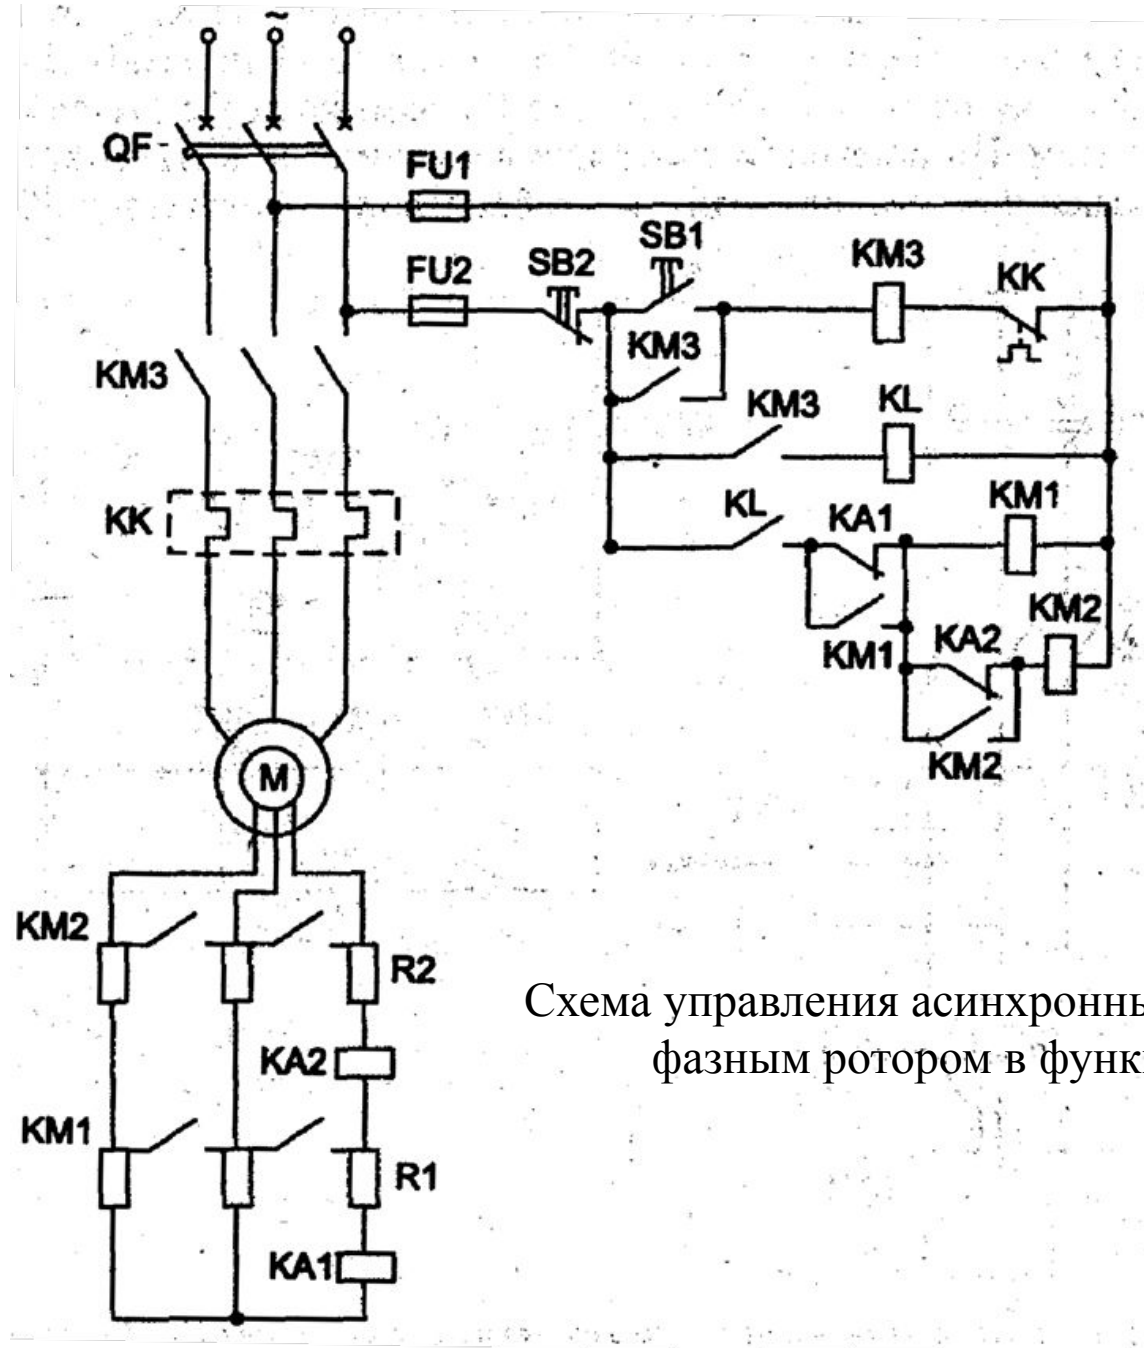 ~
QF
FU1
FU2
SB2
SB1
KM3
KK
KM3
KM3
KM3
KL
KK
KL
KA1
KM1
KM1
KA2
KM2
KM2
M
KM2
R2
KA2
KM1
R1
KA1
Схема управления асинхронны
фазным ротором в функ